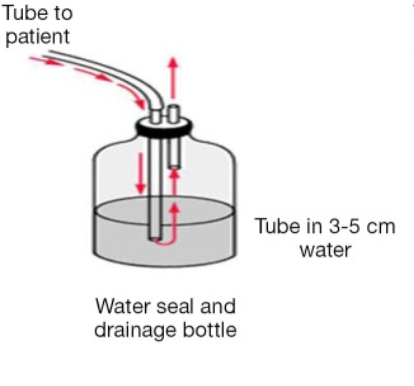 Tube to
patient
Tube in 3-5 cm
water
Water seal and
drainage bottle